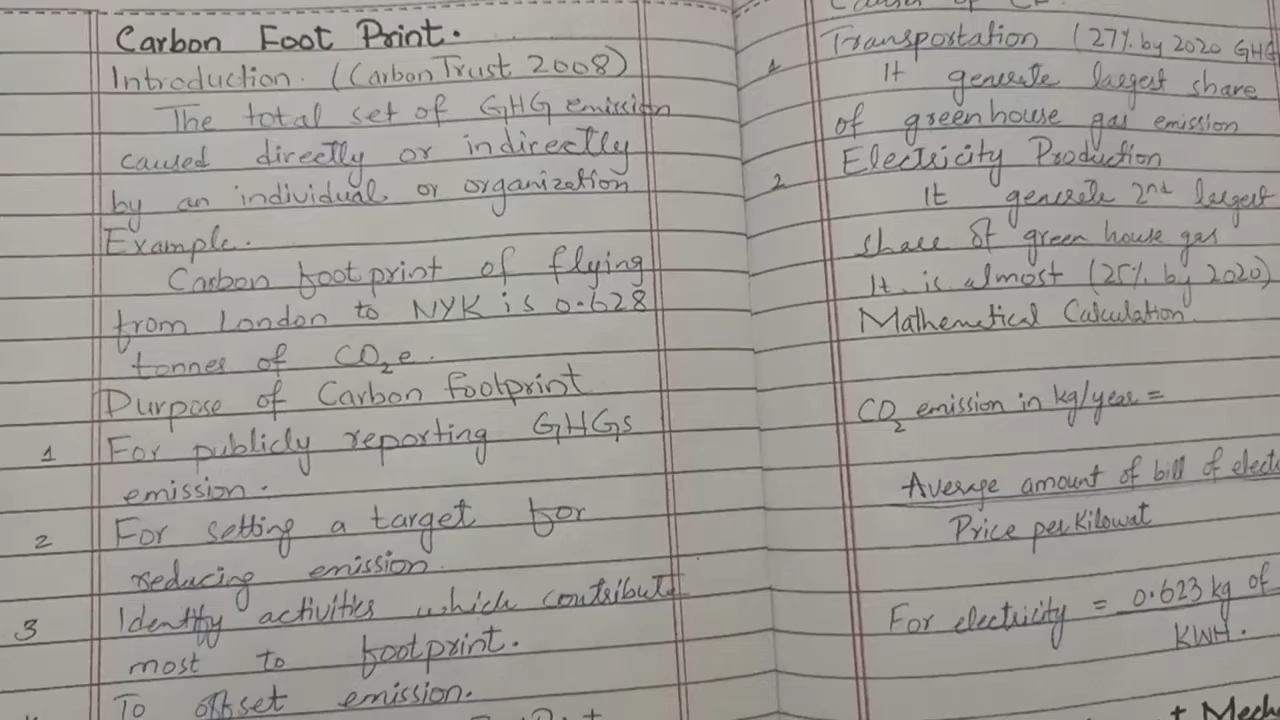 Carbon Foot Print.
Introduction. (Carbon Trust 2008)
The total set of GHG emission
caused directly or indirectly
by an individual or organization
Example.
Carbon footprint of flying
from London to NYK is 0.628
tonnes of CO₂e.
Purpose of Carbon footprint
1 For publicly reporting GHGs
emission.
2 For setting a target for
reducing emission.
3 Identify activities which contribute
most to footprint.
To offset emission.
1 Transportation (27% by 2020 GHG
It generate largest share
of greenhouse gas emission
2 Electricity Production
It generate 2nd largest
share of green house gas
It is almost (25% by 2020)
Mathemetical Calculation.
CO₂ emission in kg/year =
Average amount of bill of elect
Price per Kilowat
For electricity = 0.623 kg of
KWH.